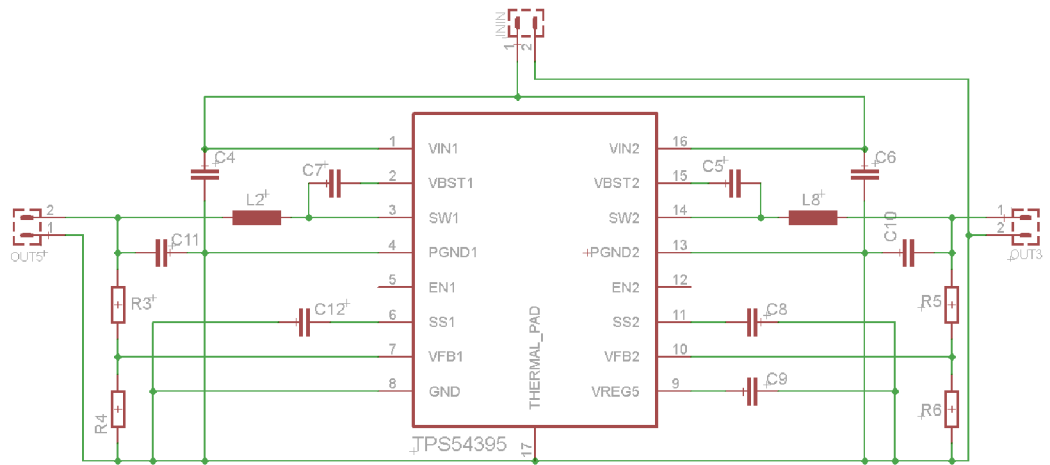 ININ
1 2
C4
C6
1 VIN1 VIN2 16
C7
C5
2 VBST1 VBST2 15
L2
L8
3 SW1 SW2 14
2
1
OUT5
1
2
OUT3
C11
C10
4 PGND1 PGND2 13
5 EN1 EN2 12
R3
R5
C12
C8
6 SS1 SS2 11
7 VFB1 VFB2 10
THERMAL_PAD
8 GND VREG5 9
C9
R4
R6
TPS54395
17